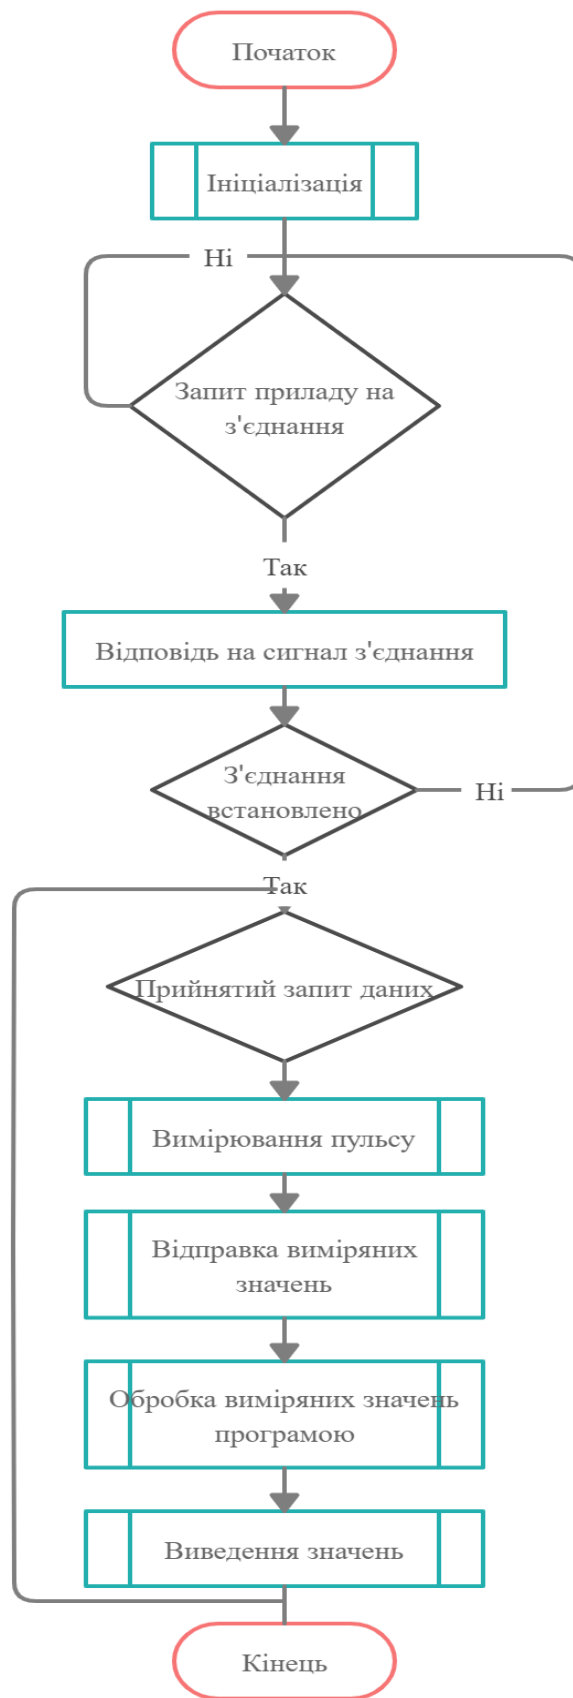 Початок
Ініціалізація
Ні
Запит приладу на
з'єднання
Так
Відповідь на сигнал з'єднання
З'єднання
встановлено
Ні
Так
Прийнятий запит даних
Вимірювання пульсу
Відправка виміряних
значень
Обробка виміряних значень
програмою
Виведення значень
Кінець